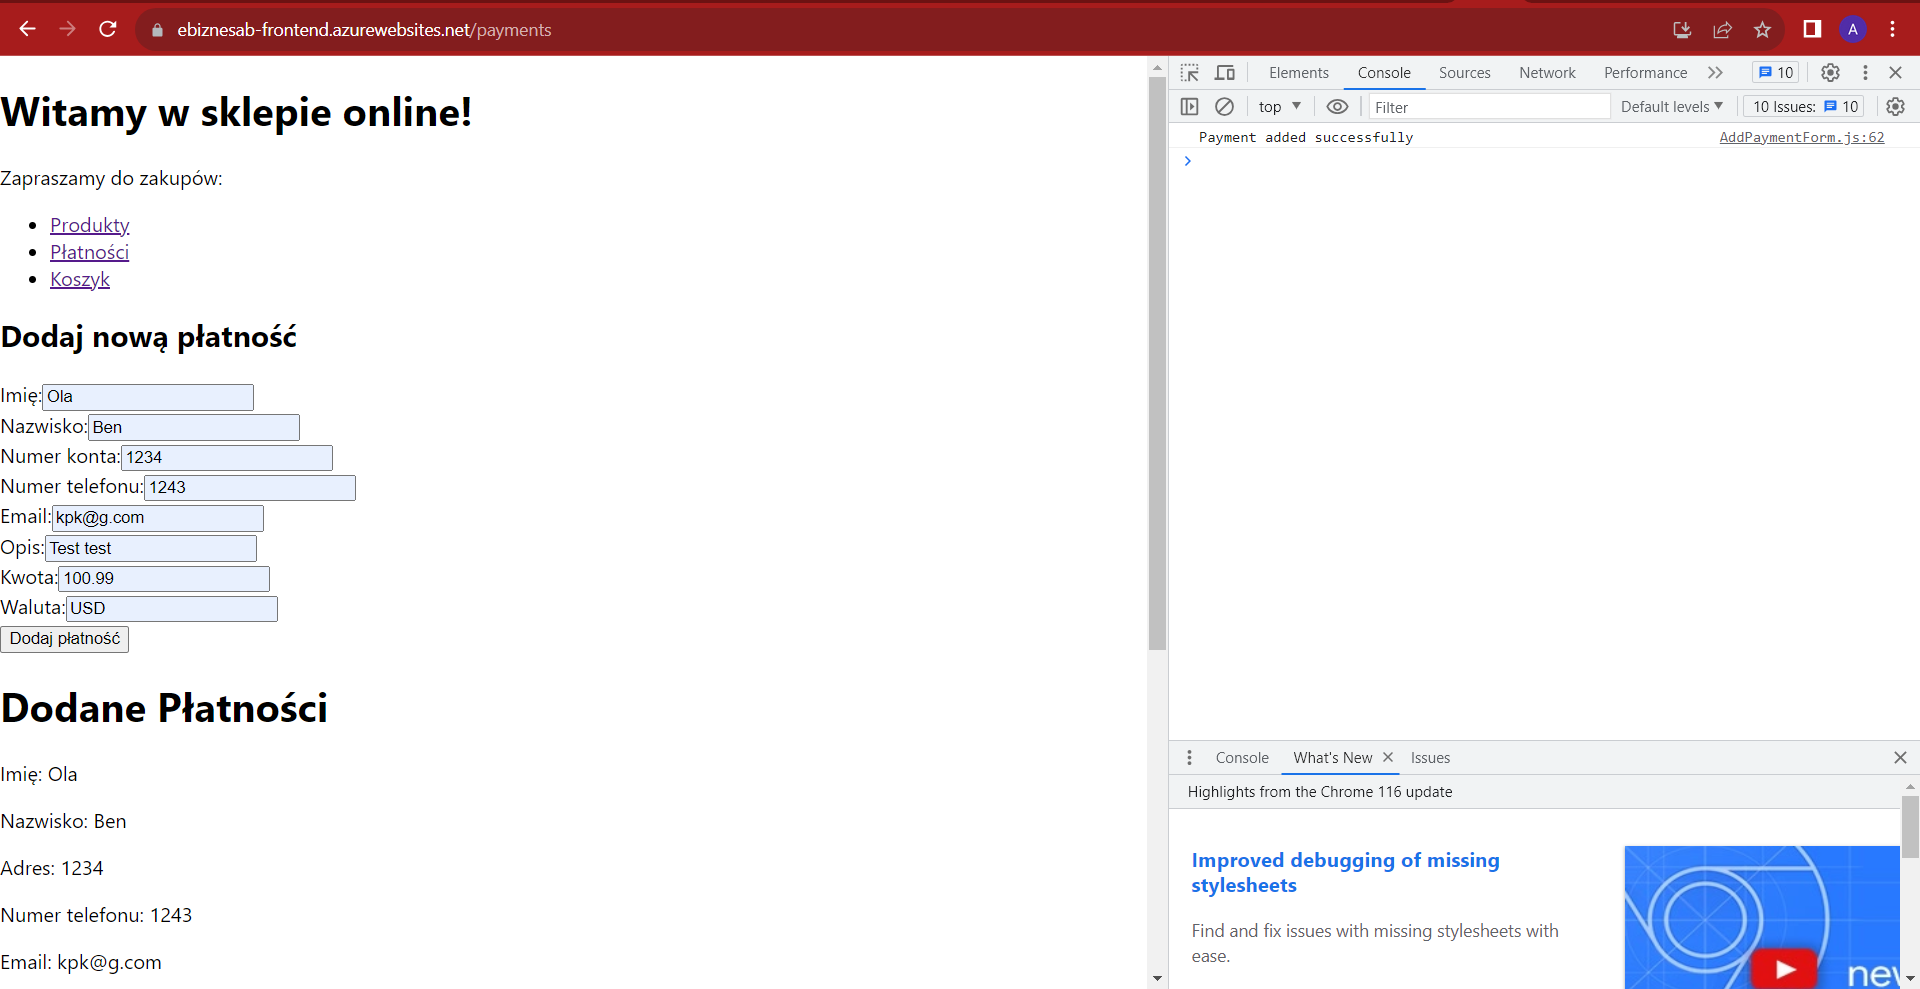 ebiznesab-frontend.azurewebsites.net/payments
A
Witamy w sklepie online!
Zapraszamy do zakupów:
Produkty
Płatności
Koszyk
Dodaj nową płatność
Imię: Ola
Nazwisko: Ben
Numer konta: 1234
Numer telefonu: 1243
Email: kpk@g.com
Opis: Test test
Kwota: 100.99
Waluta: USD
Dodaj płatność
Dodane Płatności
Imię: Ola
Nazwisko: Ben
Adres: 1234
Numer telefonu: 1243
Email: kpk@g.com
Elements Console Sources Network Performance 10
top Filter Default levels 10 Issues: 10
Payment added successfully AddPaymentForm.js:62
Console What's New Issues
Highlights from the Chrome 116 update
Improved debugging of missing
stylesheets
Find and fix issues with missing stylesheets with
ease.
new